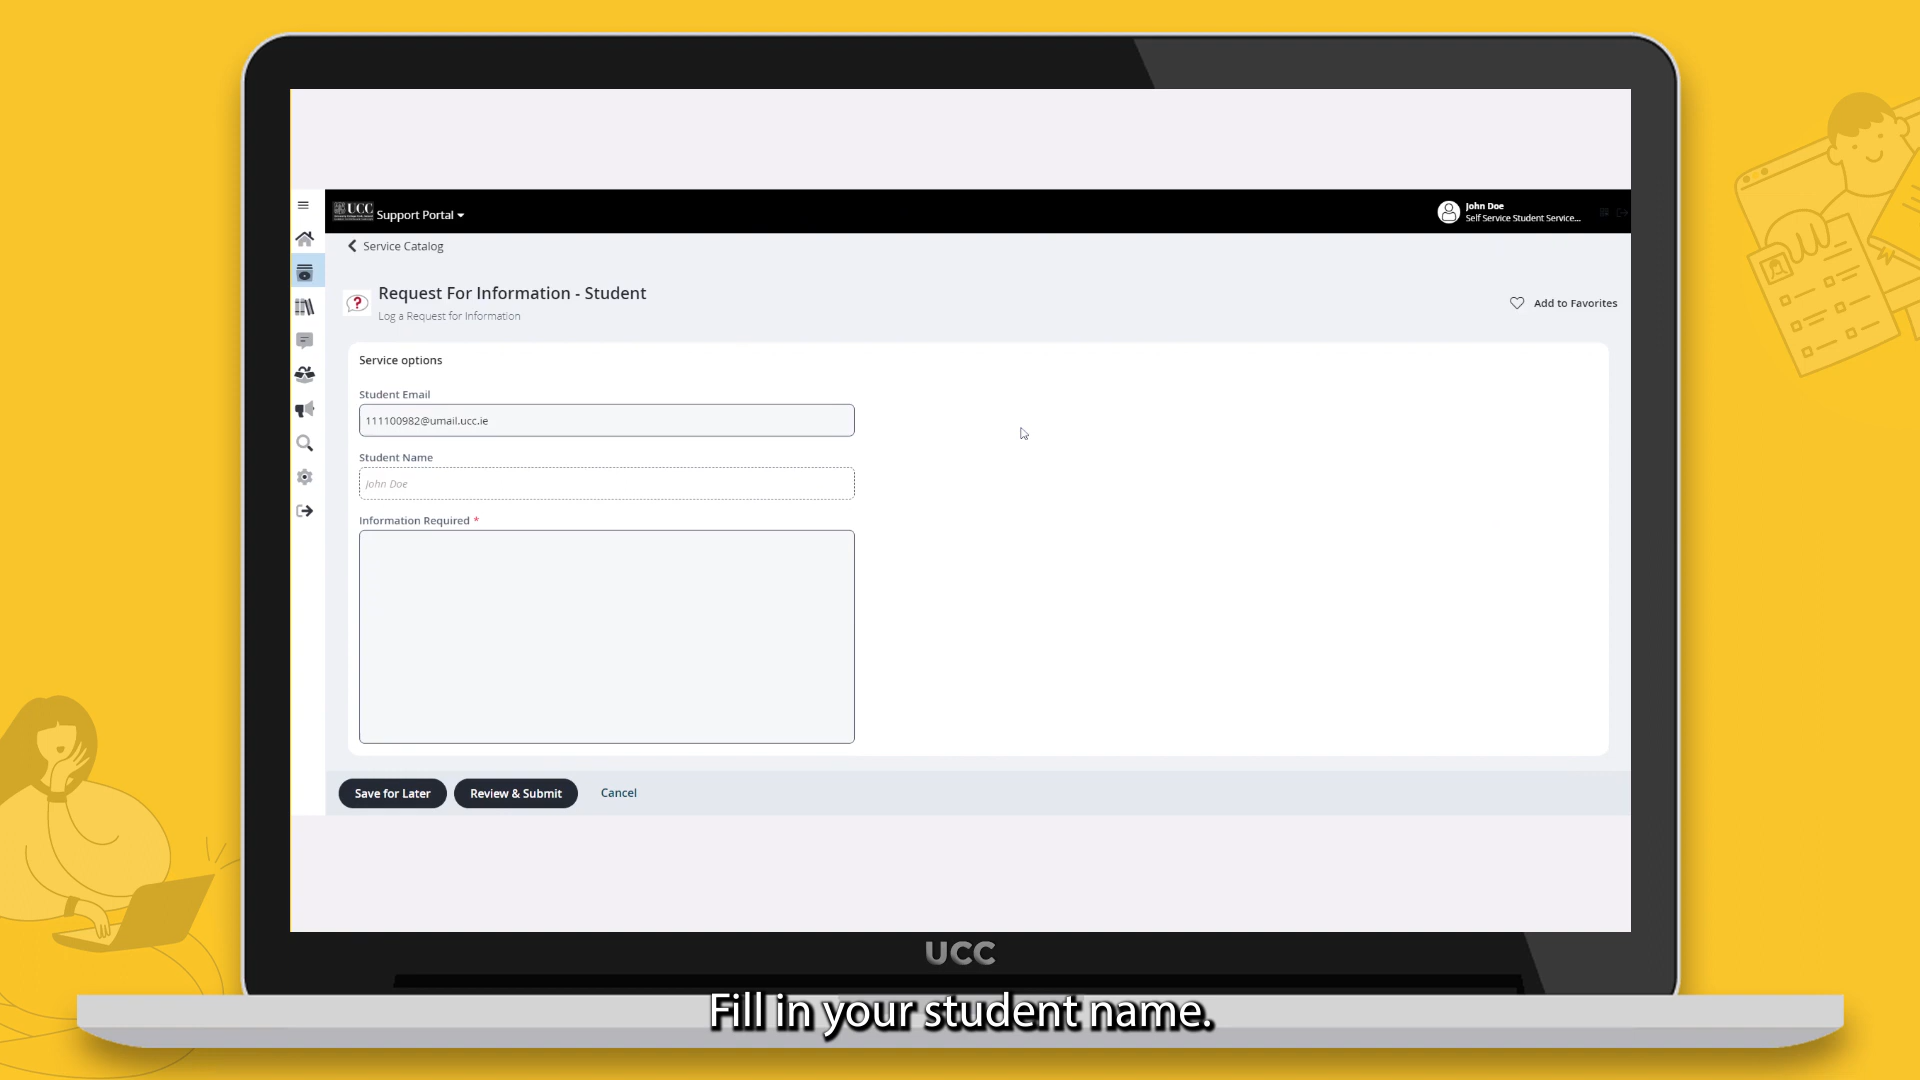 UCC
Support Portal
John Doe
Self Service Student Service...
Service Catalog
Request For Information - Student
Log a Request for Information
Add to Favorites
Service options
Student Email
111100982@umail.ucc.ie
Student Name
John Doe
Information Required *
Save for Later
Review & Submit
Cancel
UCC
Fill in your student name.